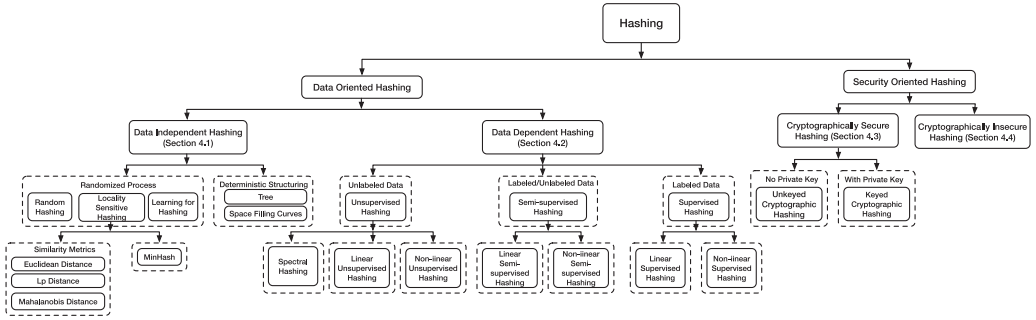 Hashing
Data Oriented Hashing
Security Oriented Hashing
Data Independent Hashing
(Section 4.1)
Data Dependent Hashing
(Section 4.2)
Cryptographically Secure
Hashing (Section 4.3)
Cryptographically Insecure
Hashing (Section 4.4)
Randomized Process
Random
Hashing
Locality
Sensitive
Hashing
Learning for
Hashing
Deterministic Structuring
Tree
Space Filling Curves
Unlabeled Data
Unsupervised
Hashing
Labeled/Unlabeled Data
Semi-supervised
Hashing
Labeled Data
Supervised
Hashing
No Private Key
Unkeyed
Cryptographic
Hashing
With Private Key
Keyed
Cryptographic
Hashing
Similarity Metrics
Euclidean Distance
Lp Distance
Mahalanobis Distance
MinHash
Spectral
Hashing
Linear
Unsupervised
Hashing
Non-linear
Unsupervised
Hashing
Linear
Semi-
supervised
Hashing
Non-linear
Semi-
supervised
Hashing
Linear
Supervised
Hashing
Non-linear
Supervised
Hashing